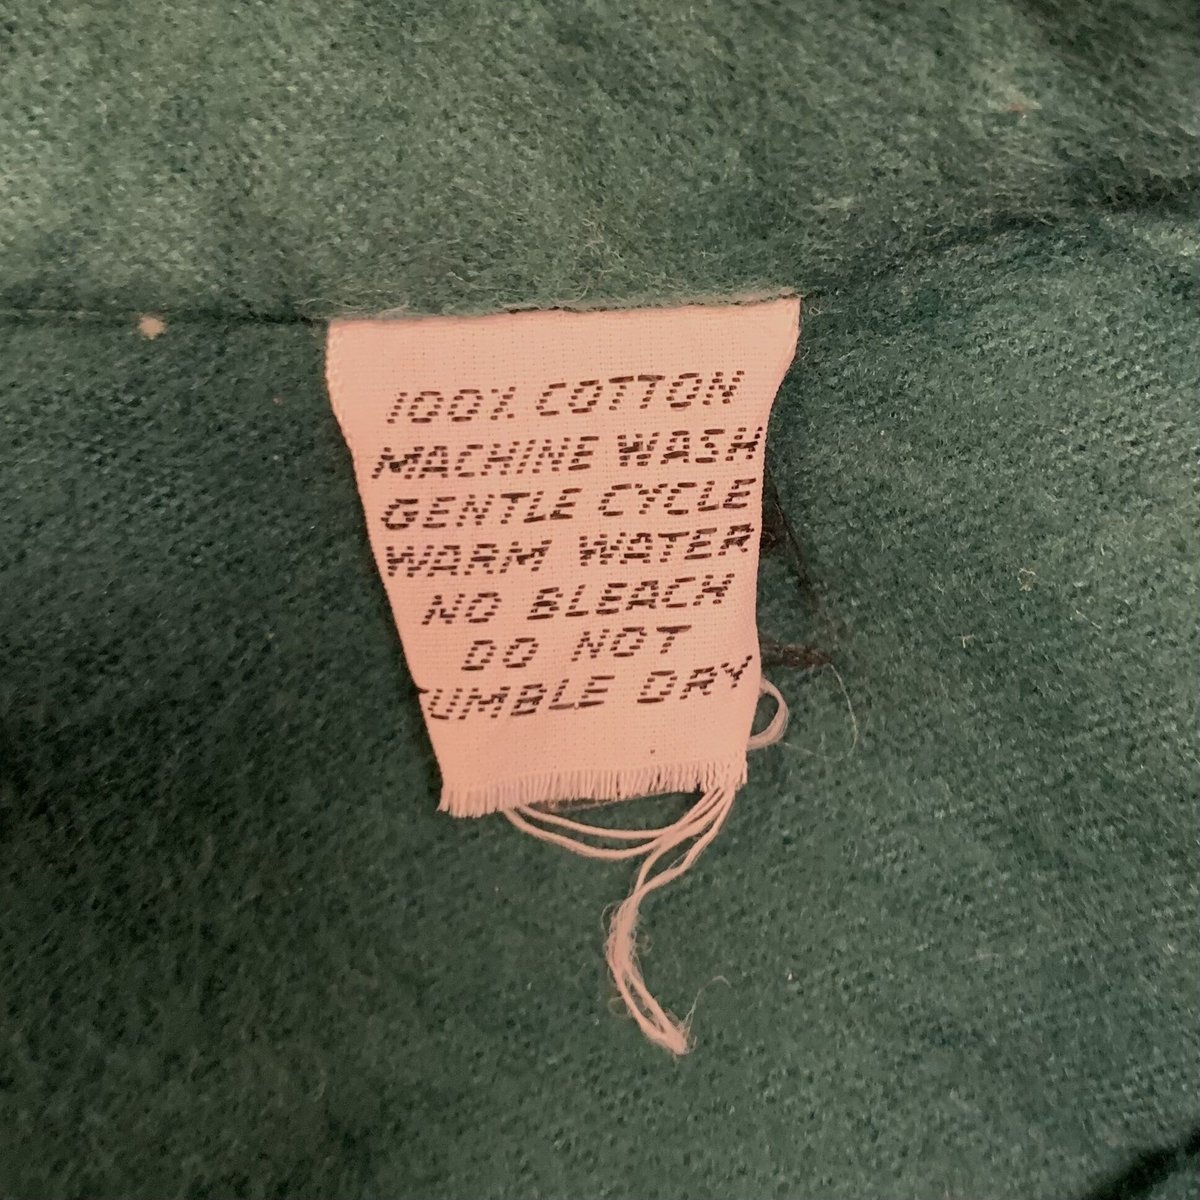 100% COTTON
MACHINE WASH
GENTLE CYCLE
WARM WATER
NO BLEACH
DO NOT
TUMBLE DRY